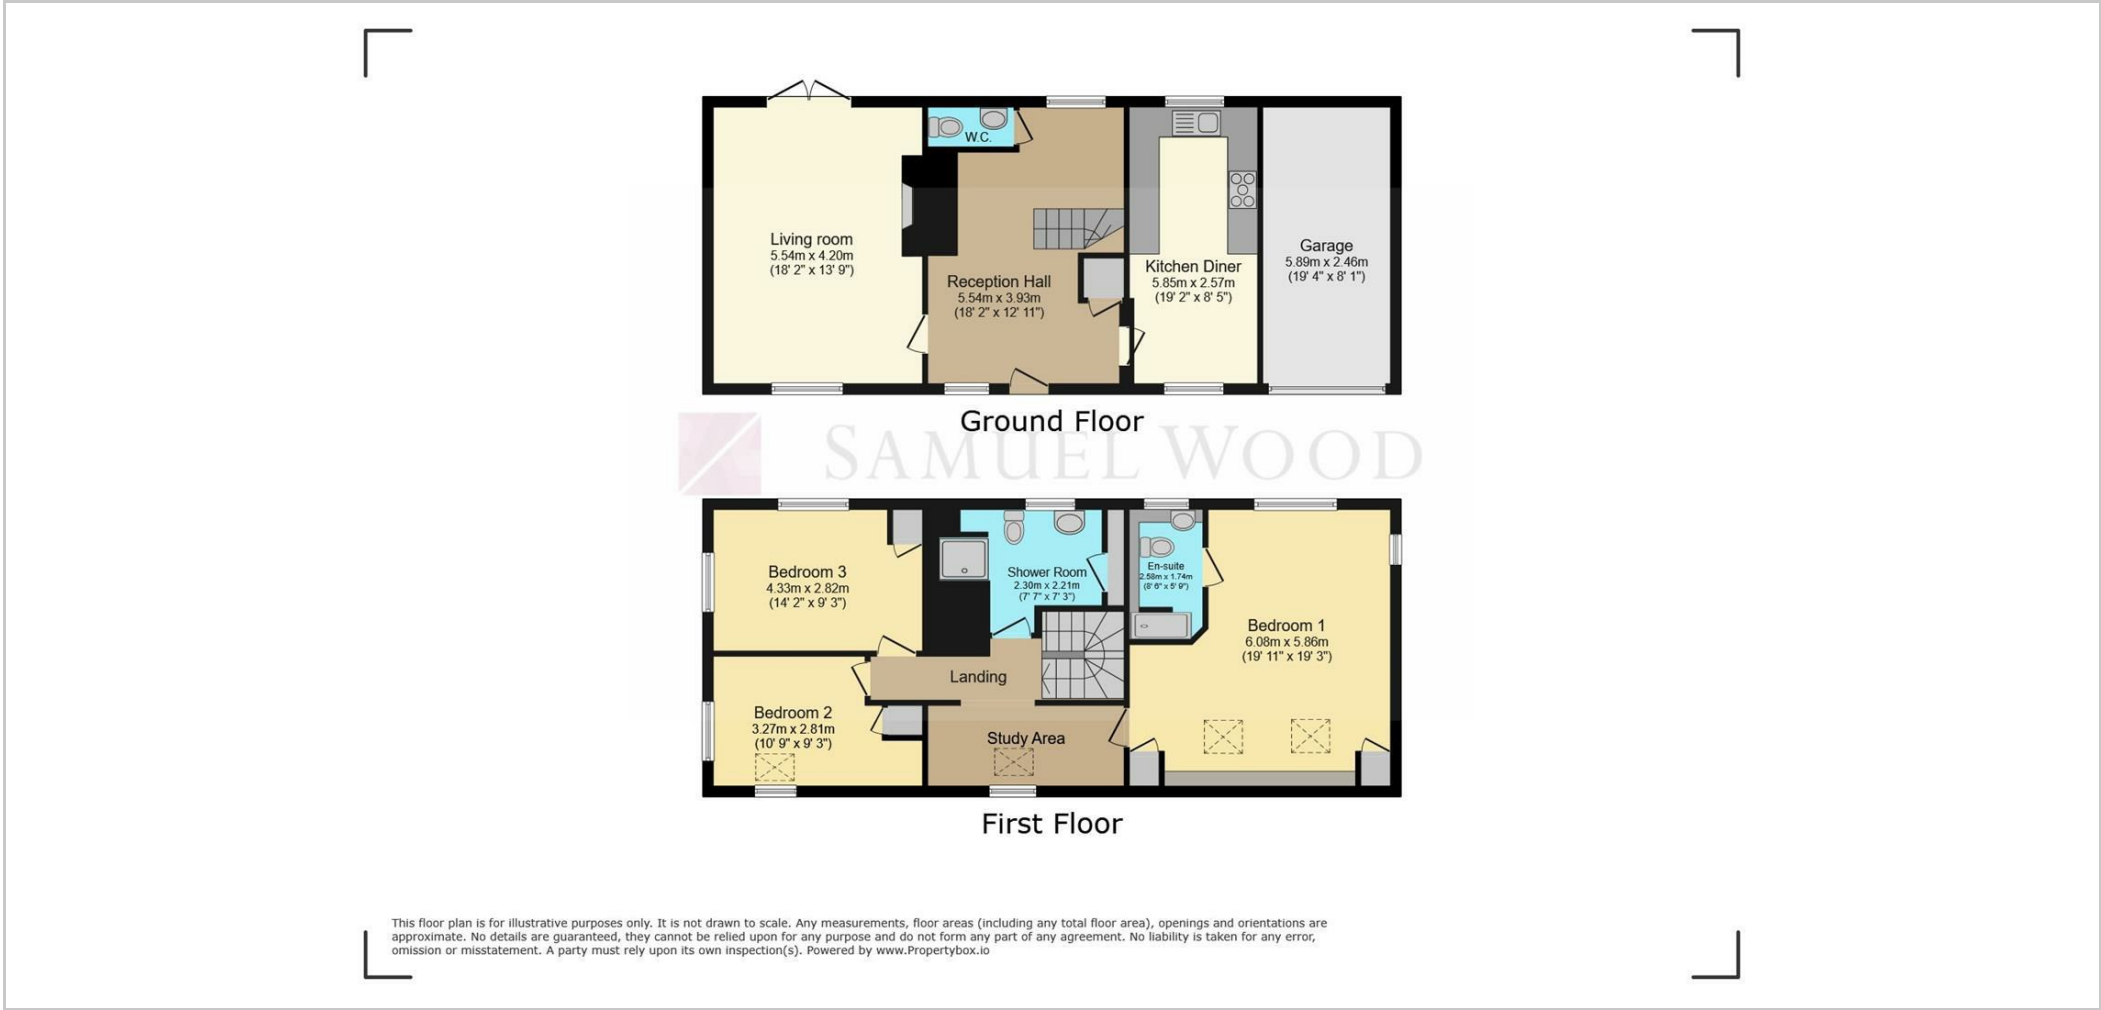 W.C.
Living room
5.54m x 4.20m
(18' 2" x 13' 9")
Reception Hall
5.54m x 3.93m
(18' 2" x 12' 11")
Kitchen Diner
5.85m x 2.57m
(19' 2" x 8' 5")
Garage
5.89m x 2.46m
(19' 4" x 8' 1")
Ground Floor
SAMUEL WOOD
Bedroom 3
4.33m x 2.82m
(14' 2" x 9' 3")
Shower Room
2.30m x 2.21m
(7' 7" x 7' 3")
En-suite
2.58m x 1.74m
(8' 6" x 5' 9")
Bedroom 1
6.08m x 5.86m
(19' 11" x 19' 3")
Landing
Bedroom 2
3.27m x 2.81m
(10' 9" x 9' 3")
Study Area
First Floor
This floor plan is for illustrative purposes only. It is not drawn to scale. Any measurements, floor areas (including any total floor area), openings and orientations are
approximate. No details are guaranteed, they cannot be relied upon for any purpose and do not form any part of any agreement. No liability is taken for any error,
omission or misstatement. A party must rely upon its own inspection(s). Powered by www.Propertybox.io